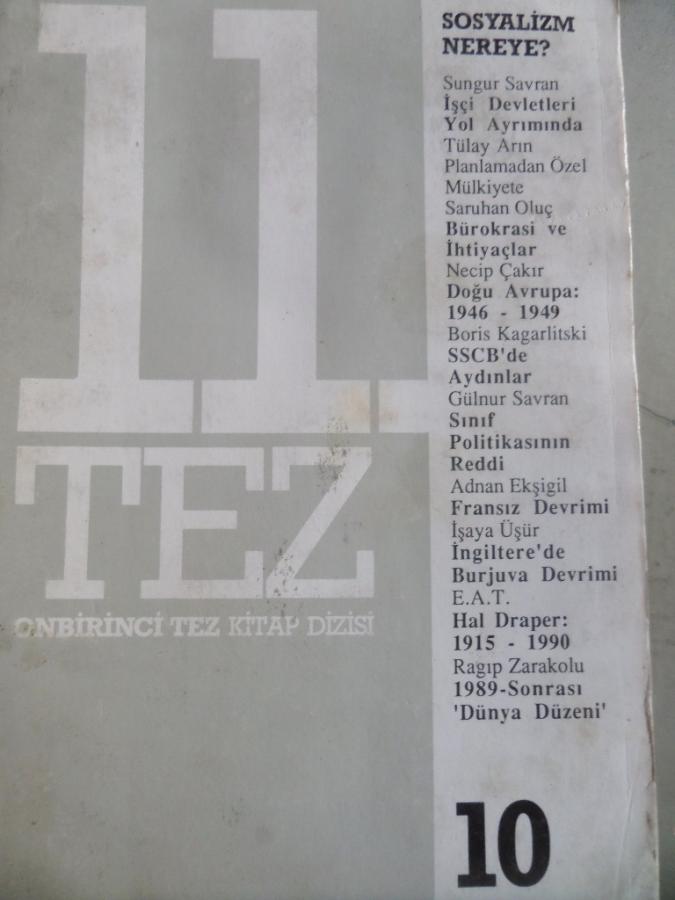 11.
TEZ
ONBİRİNCİ TEZ KİTAP DİZİSİ
SOSYALİZM
NEREYE?
Sungur Savran
İşçi Devletleri
Yol Ayrımında
Tülay Arın
Planlamadan Özel
Mülkiyete
Saruhan Oluç
Bürokrasi ve
İhtiyaçlar
Necip Çakır
Doğu Avrupa:
1946 - 1949
Boris Kagarlitski
SSCB'de
Aydınlar
Gülnur Savran
Sınıf
Politikasının
Reddi
Adnan Ekşigil
Fransız Devrimi
İşaya Üşür
İngiltere'de
Burjuva Devrimi
E.A.T.
Hal Draper:
1915 - 1990
Ragıp Zarakolu
1989-Sonrası
'Dünya Düzeni'
10